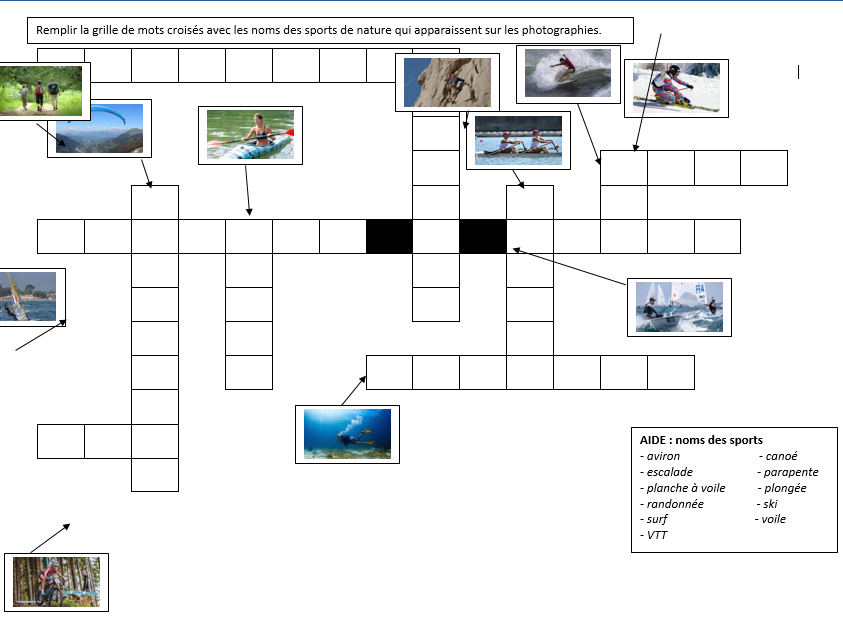 Remplir la grille de mots croisés avec les noms des sports de nature qui apparaissent sur les photographies.
AIDE : noms des sports
- aviron - canoé
- escalade - parapente
- planche à voile - plongée
- randonnée - ski
- surf - voile
- VTT